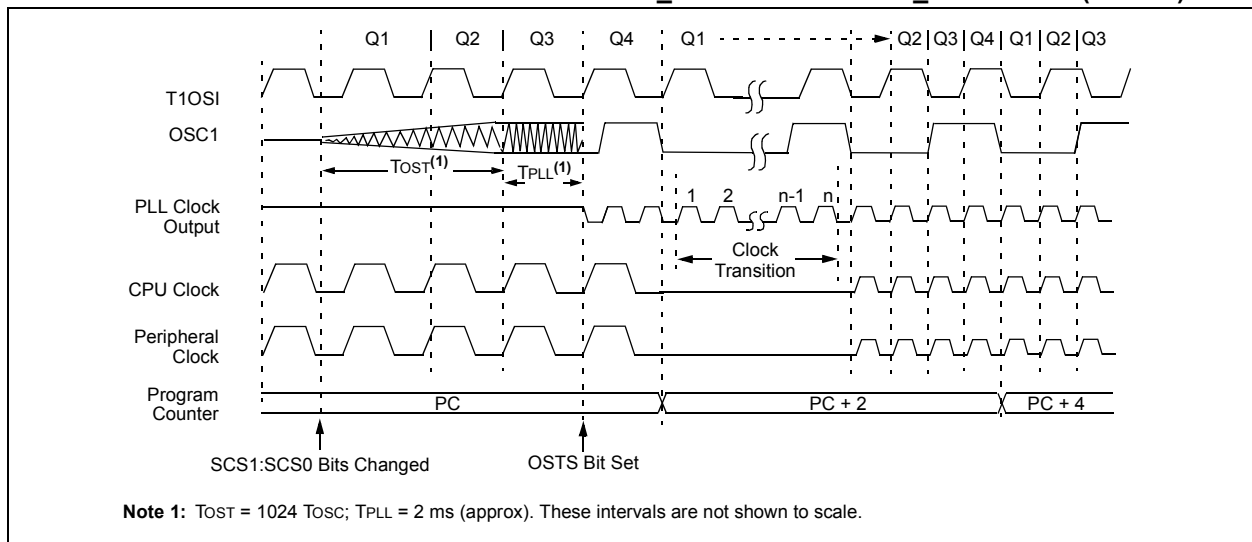 Q1 Q2 Q3 Q4 Q1 Q2 Q3 Q4 Q1 Q2 Q3
T1OSI
OSC1
TOST(1) TPLL(1)
1 2 n-1 n
PLL Clock
Output
Clock
Transition
CPU Clock
Peripheral
Clock
Program
Counter
PC PC + 2 PC + 4
SCS1:SCS0 Bits Changed OSTS Bit Set
Note 1: TOST = 1024 TOSC; TPLL = 2 ms (approx). These intervals are not shown to scale.